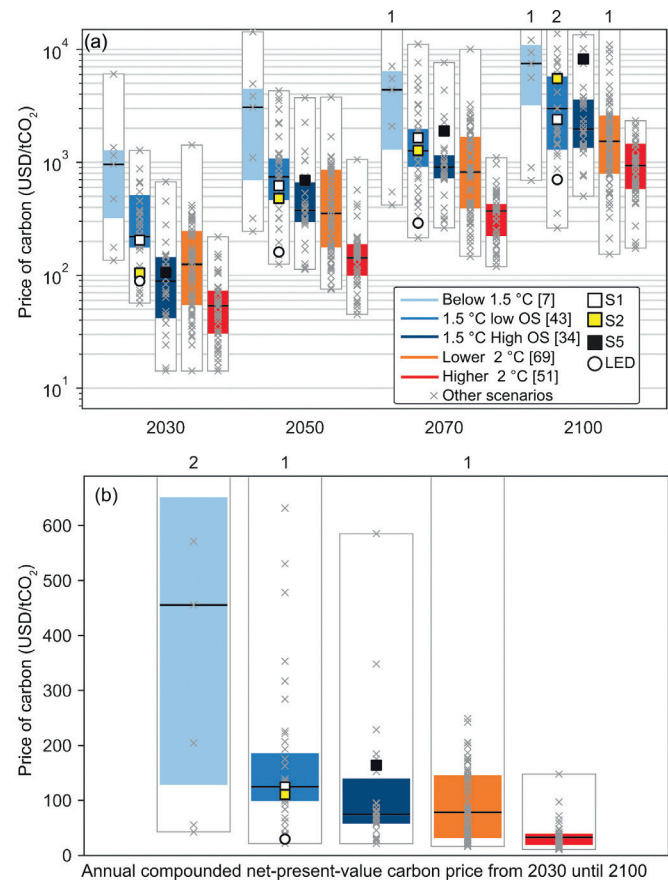 1 1 2 1
(a)
10⁴
10³
10²
10¹
Price of carbon (USD/tCO₂)
Below 1.5 °C [7]
1.5 °C low OS [43]
1.5 °C High OS [34]
Lower 2 °C [69]
Higher 2 °C [51]
Other scenarios
S1
S2
S5
LED
2030 2050 2070 2100
2 1 1
(b)
600
500
400
300
200
100
0
Price of carbon (USD/tCO₂)
Annual compounded net-present-value carbon price from 2030 until 2100